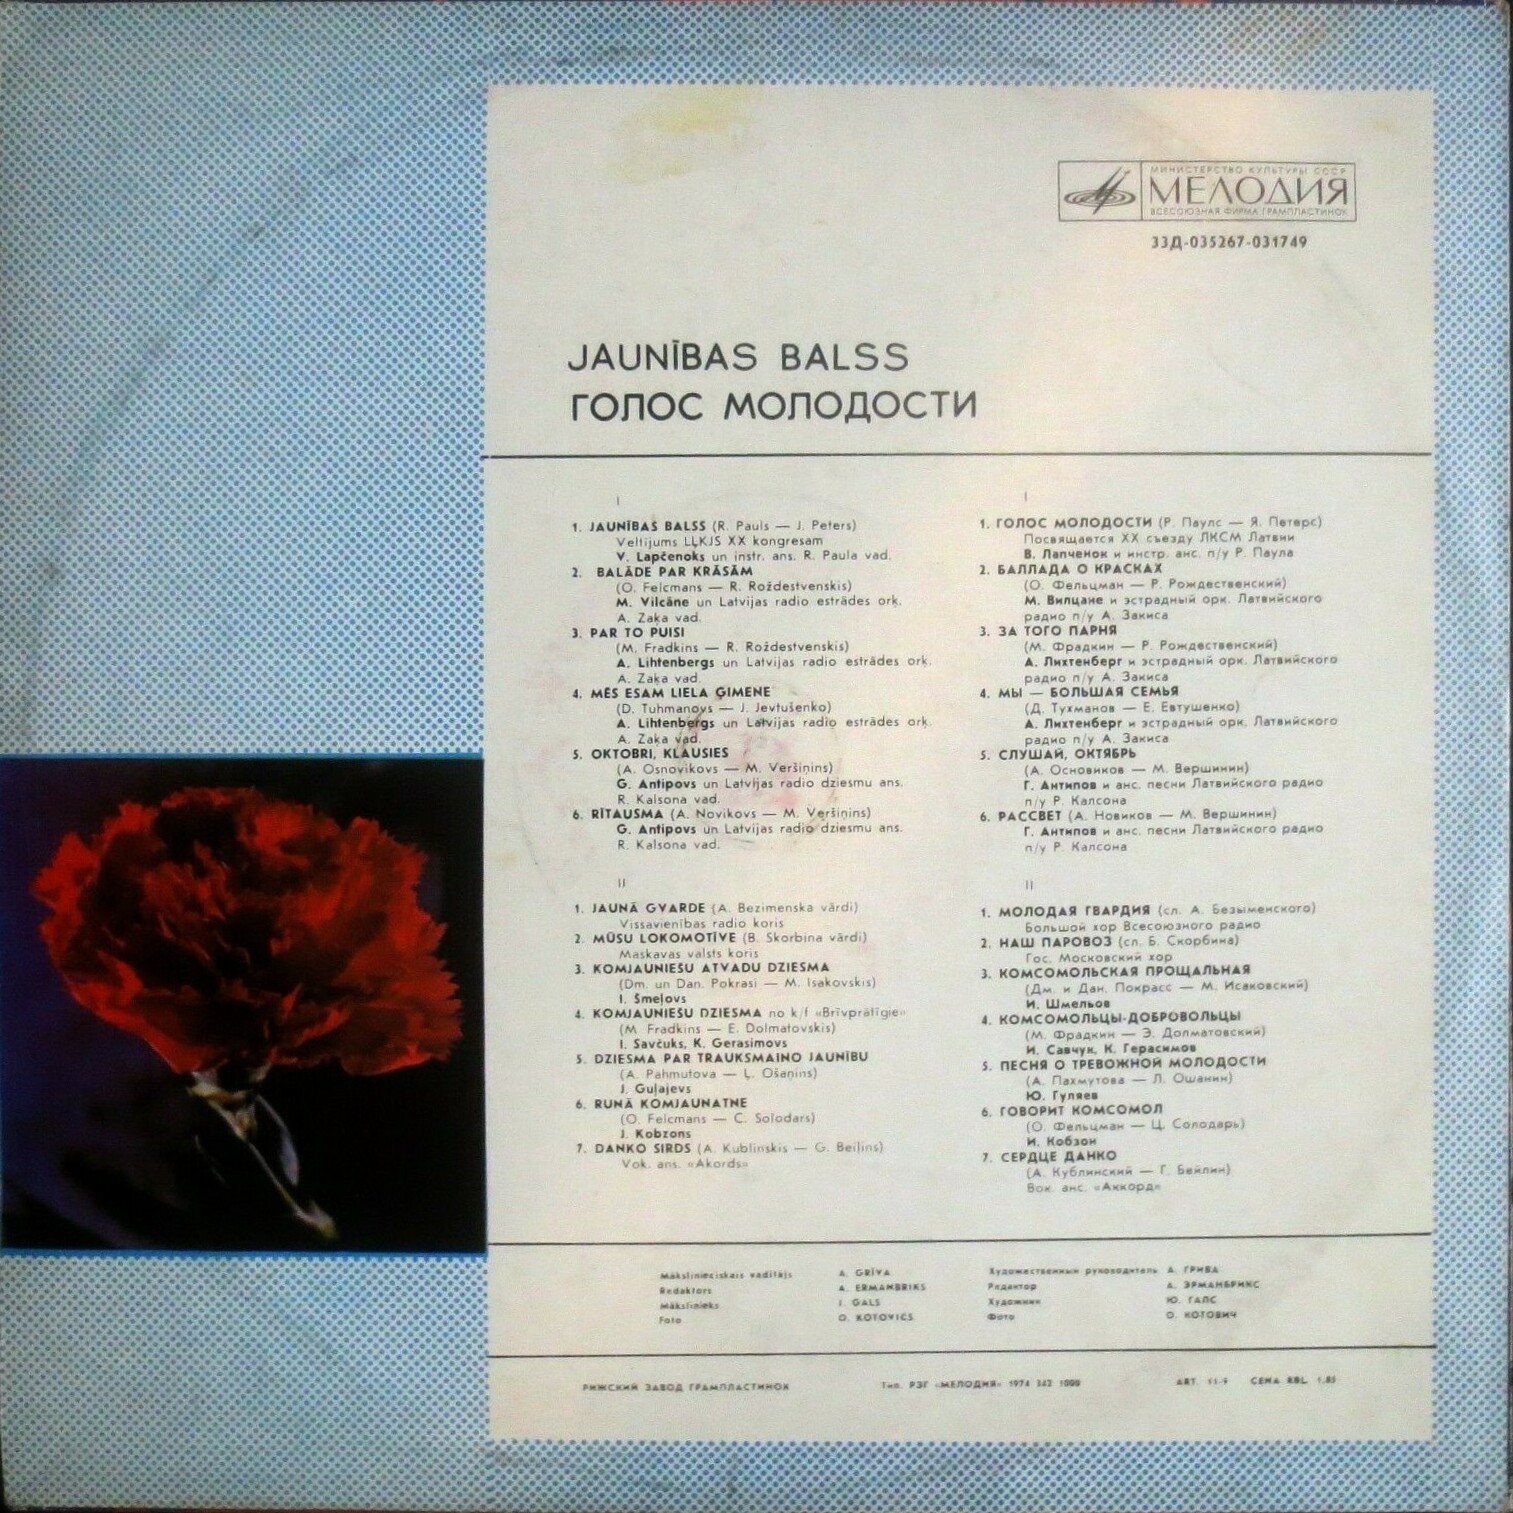 МИНИСТЕРСТВО КУЛЬТУРЫ СССР
МЕЛОДИЯ
ВСЕСОЮЗНАЯ ФИРМА ГРАМПЛАСТИНОК
33Д-035267-031749
JAUNĪBAS BALSS
ГОЛОС МОЛОДОСТИ
I
1. JAUNĪBAS BALSS (R. Pauls — J. Peters)
Veltījums LĻKJS XX kongresam
V. Lapčenoks un instr. ans. R. Paula vad.
2. BALĀDE PAR KRĀSĀM
(O. Felcmans — R. Roždestvenskis)
M. Vilcāne un Latvijas radio estrādes orķ.
A. Zaķa vad.
3. PAR TO PUISI
(M. Fradkins — R. Roždestvenskis)
A. Lihtenbergs un Latvijas radio estrādes orķ.
A. Zaķa vad.
4. MĒS ESAM LIELA ĢIMENE
(D. Tuhmanovs — J. Jevtušenko)
A. Lihtenbergs un Latvijas radio estrādes orķ.
A. Zaķa vad.
5. OKTOBRI, KLAUSIES
(A. Osnovikovs — M. Veršiņins)
G. Antipovs un Latvijas radio dziesmu ans.
R. Kalsona vad.
6. RĪTAUSMA (A. Novikovs — M. Veršiņins)
G. Antipovs un Latvijas radio dziesmu ans.
R. Kalsona vad.
II
1. JAUNĀ GVARDE (A. Bezimenska vārdi)
Vissavienības radio koris
2. MŪSU LOKOMOTĪVE (B. Skorbina vārdi)
Maskavas valsts koris
3. KOMJAUNIEŠU ATVADU DZIESMA
(Dm. un Dan. Pokrasi — M. Isakovskis)
I. Šmeļovs
4. KOMJAUNIEŠU DZIESMA no k/f «Brīvprātīgie»
(M. Fradkins — E. Dolmatovskis)
I. Savčuks, K. Gerasimovs
5. DZIESMA PAR TRAUKSMAINO JAUNĪBU
(A. Pahmutova — Ļ. Ošaņins)
J. Guļajevs
6. RUNĀ KOMJAUNATNE
(O. Felcmans — C. Solodars)
J. Kobzons
7. DANKO SIRDS (A. Kubļinskis — G. Beiļins)
Vok. ans. «Akords»
I
1. ГОЛОС МОЛОДОСТИ (Р. Паулс — Я. Петерс)
Посвящается XX съезду ЛКСМ Латвии
В. Лапченок и инстр. анс. п/у Р. Паула
2. БАЛЛАДА О КРАСКАХ
(О. Фельцман — Р. Рождественский)
М. Вилцане и эстрадный орк. Латвийского
радио п/у А. Закиса
3. ЗА ТОГО ПАРНЯ
(М. Фрадкин — Р. Рождественский)
А. Лихтенберг и эстрадный орк. Латвийского
радио п/у А. Закиса
4. МЫ — БОЛЬШАЯ СЕМЬЯ
(Д. Тухманов — Е. Евтушенко)
А. Лихтенберг и эстрадный орк. Латвийского
радио п/у А. Закиса
5. СЛУШАЙ, ОКТЯБРЬ
(А. Основиков — М. Вершинин)
Г. Антипов и анс. песни Латвийского радио
п/у Р. Калсона
6. РАССВЕТ (А. Новиков — М. Вершинин)
Г. Антипов и анс. песни Латвийского радио
п/у Р. Калсона
II
1. МОЛОДАЯ ГВАРДИЯ (сл. А. Безыменского)
Большой хор Всесоюзного радио
2. НАШ ПАРОВОЗ (сл. Б. Скорбина)
Гос. Московский хор
3. КОМСОМОЛЬСКАЯ ПРОЩАЛЬНАЯ
(Дм. и Дан. Покрасс — М. Исаковский)
И. Шмельов
4. КОМСОМОЛЬЦЫ-ДОБРОВОЛЬЦЫ
(М. Фрадкин — Э. Долматовский)
И. Савчук, К. Герасимов
5. ПЕСНЯ О ТРЕВОЖНОЙ МОЛОДОСТИ
(А. Пахмутова — Л. Ошанин)
Ю. Гуляев
6. ГОВОРИТ КОМСОМОЛ
(О. Фельцман — Ц. Солодарь)
И. Кобзон
7. СЕРДЦЕ ДАНКО
(А. Кублинский — Г. Бейлин)
Вок. анс. «Аккорд»
Mākslinieciskais vadītājs A. GRĪVA
Redaktors A. ERMAMBRIKS
Mākslinieks J. GALS
Foto O. KOTOVICS
Художественный руководитель А. ГРИВА
Редактор А. ЭРМАНБРИКС
Художник Ю. ГАЛС
Фото О. КОТОВИЧ
РИЖСКИЙ ЗАВОД ГРАМПЛАСТИНОК
Тип. РЗГ «МЕЛОДИЯ» 1974 342 1000
АРТ. 11-9 ЦЕНА RBL. 1.85